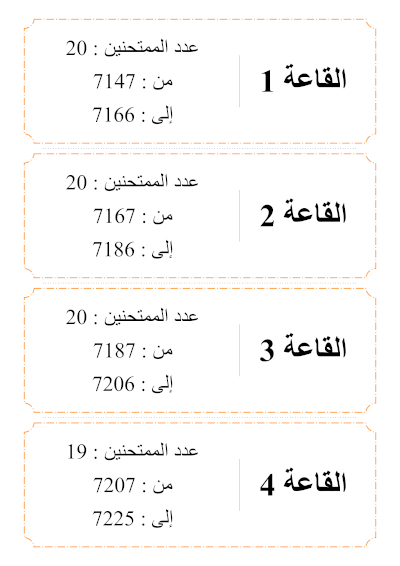 القاعة 1
عدد الممتحنين : 20
من : 7147
إلى : 7166
القاعة 2
عدد الممتحنين : 20
من : 7167
إلى : 7186
القاعة 3
عدد الممتحنين : 20
من : 7187
إلى : 7206
القاعة 4
عدد الممتحنين : 19
من : 7207
إلى : 7225